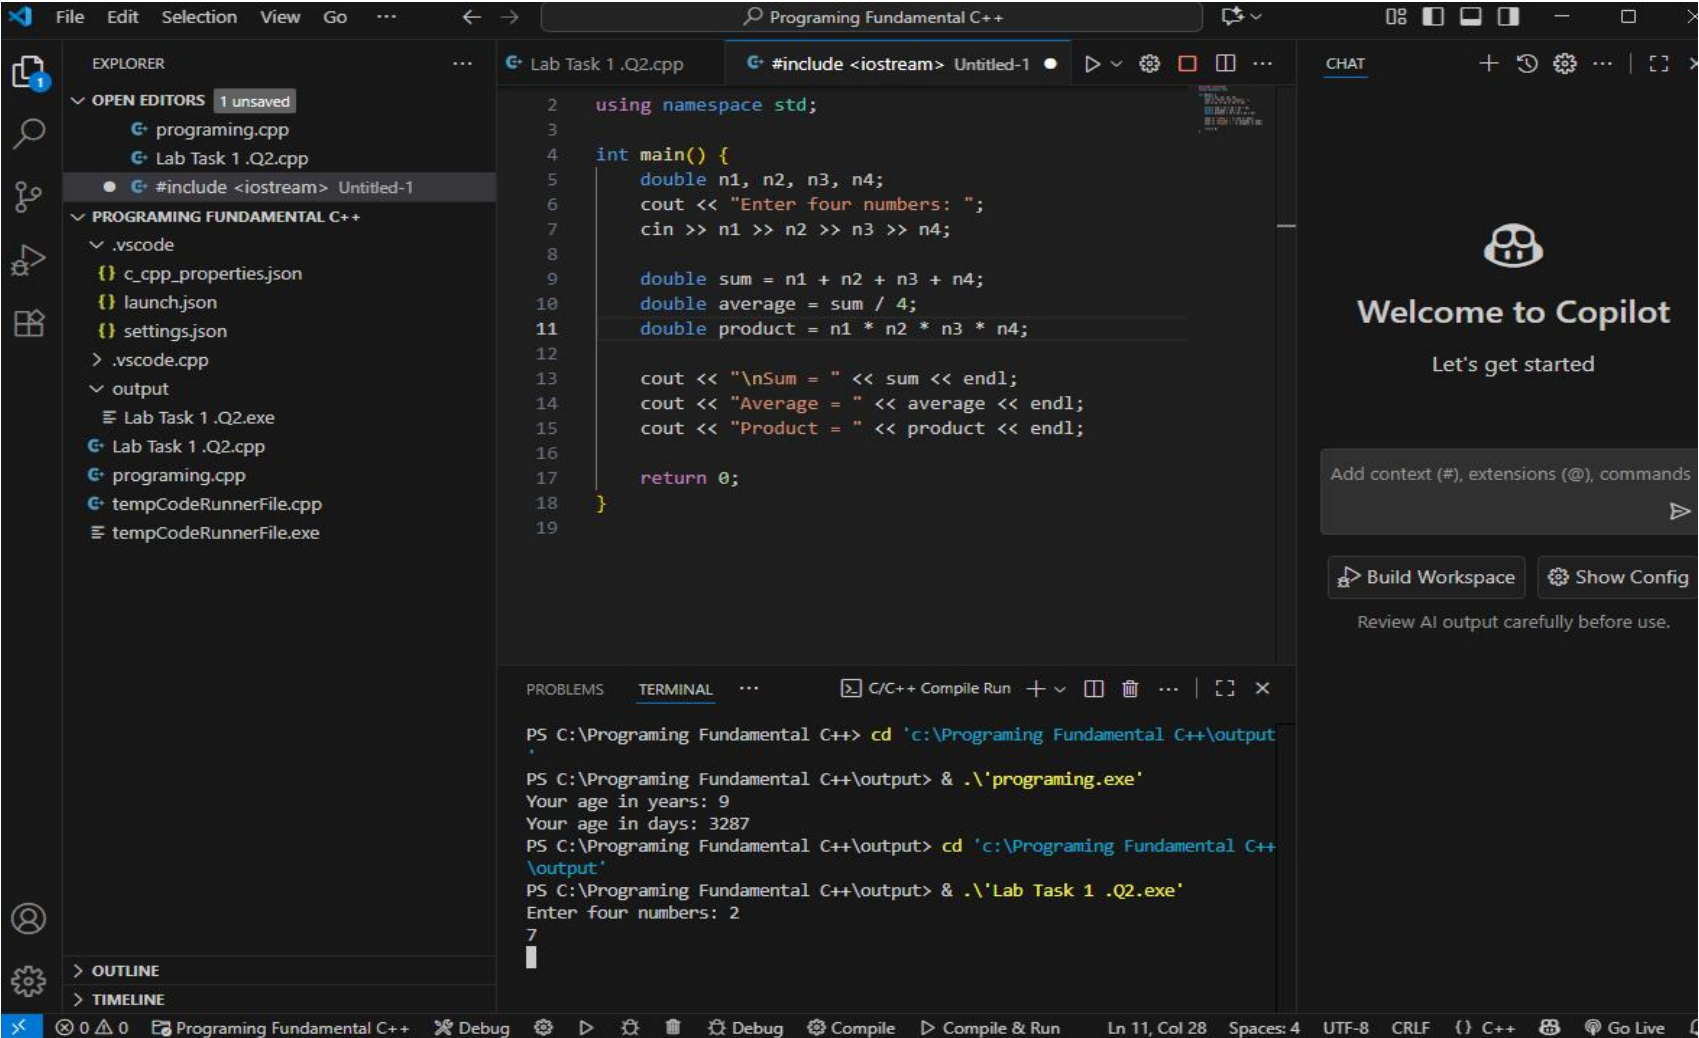 File Edit Selection View Go ··· Programing Fundamental C++
EXPLORER ···
OPEN EDITORS 1 unsaved
programing.cpp
Lab Task 1 .Q2.cpp
#include <iostream> Untitled-1
PROGRAMING FUNDAMENTAL C++
.vscode
{} c_cpp_properties.json
{} launch.json
{} settings.json
.vscode.cpp
output
Lab Task 1 .Q2.exe
Lab Task 1 .Q2.cpp
programing.cpp
tempCodeRunnerFile.cpp
tempCodeRunnerFile.exe
OUTLINE
TIMELINE
Lab Task 1 .Q2.cpp #include <iostream> Untitled-1
2 using namespace std;
3
4 int main() {
5 double n1, n2, n3, n4;
6 cout << "Enter four numbers: ";
7 cin >> n1 >> n2 >> n3 >> n4;
8
9 double sum = n1 + n2 + n3 + n4;
10 double average = sum / 4;
11 double product = n1 * n2 * n3 * n4;
12
13 cout << "\nSum = " << sum << endl;
14 cout << "Average = " << average << endl;
15 cout << "Product = " << product << endl;
16
17 return 0;
18 }
19
PROBLEMS TERMINAL ··· C/C++ Compile Run
PS C:\Programing Fundamental C++> cd 'c:\Programing Fundamental C++\output
'
PS C:\Programing Fundamental C++\output> & .\'programing.exe'
Your age in years: 9
Your age in days: 3287
PS C:\Programing Fundamental C++\output> cd 'c:\Programing Fundamental C++
\output'
PS C:\Programing Fundamental C++\output> & .\'Lab Task 1 .Q2.exe'
Enter four numbers: 2
7
CHAT
Welcome to Copilot
Let's get started
Add context (#), extensions (@), commands
Build Workspace Show Config
Review AI output carefully before use.
1
0 0 Programing Fundamental C++ Debug Debug Compile Compile & Run Ln 11, Col 28 Spaces: 4 UTF-8 CRLF {} C++ Go Live